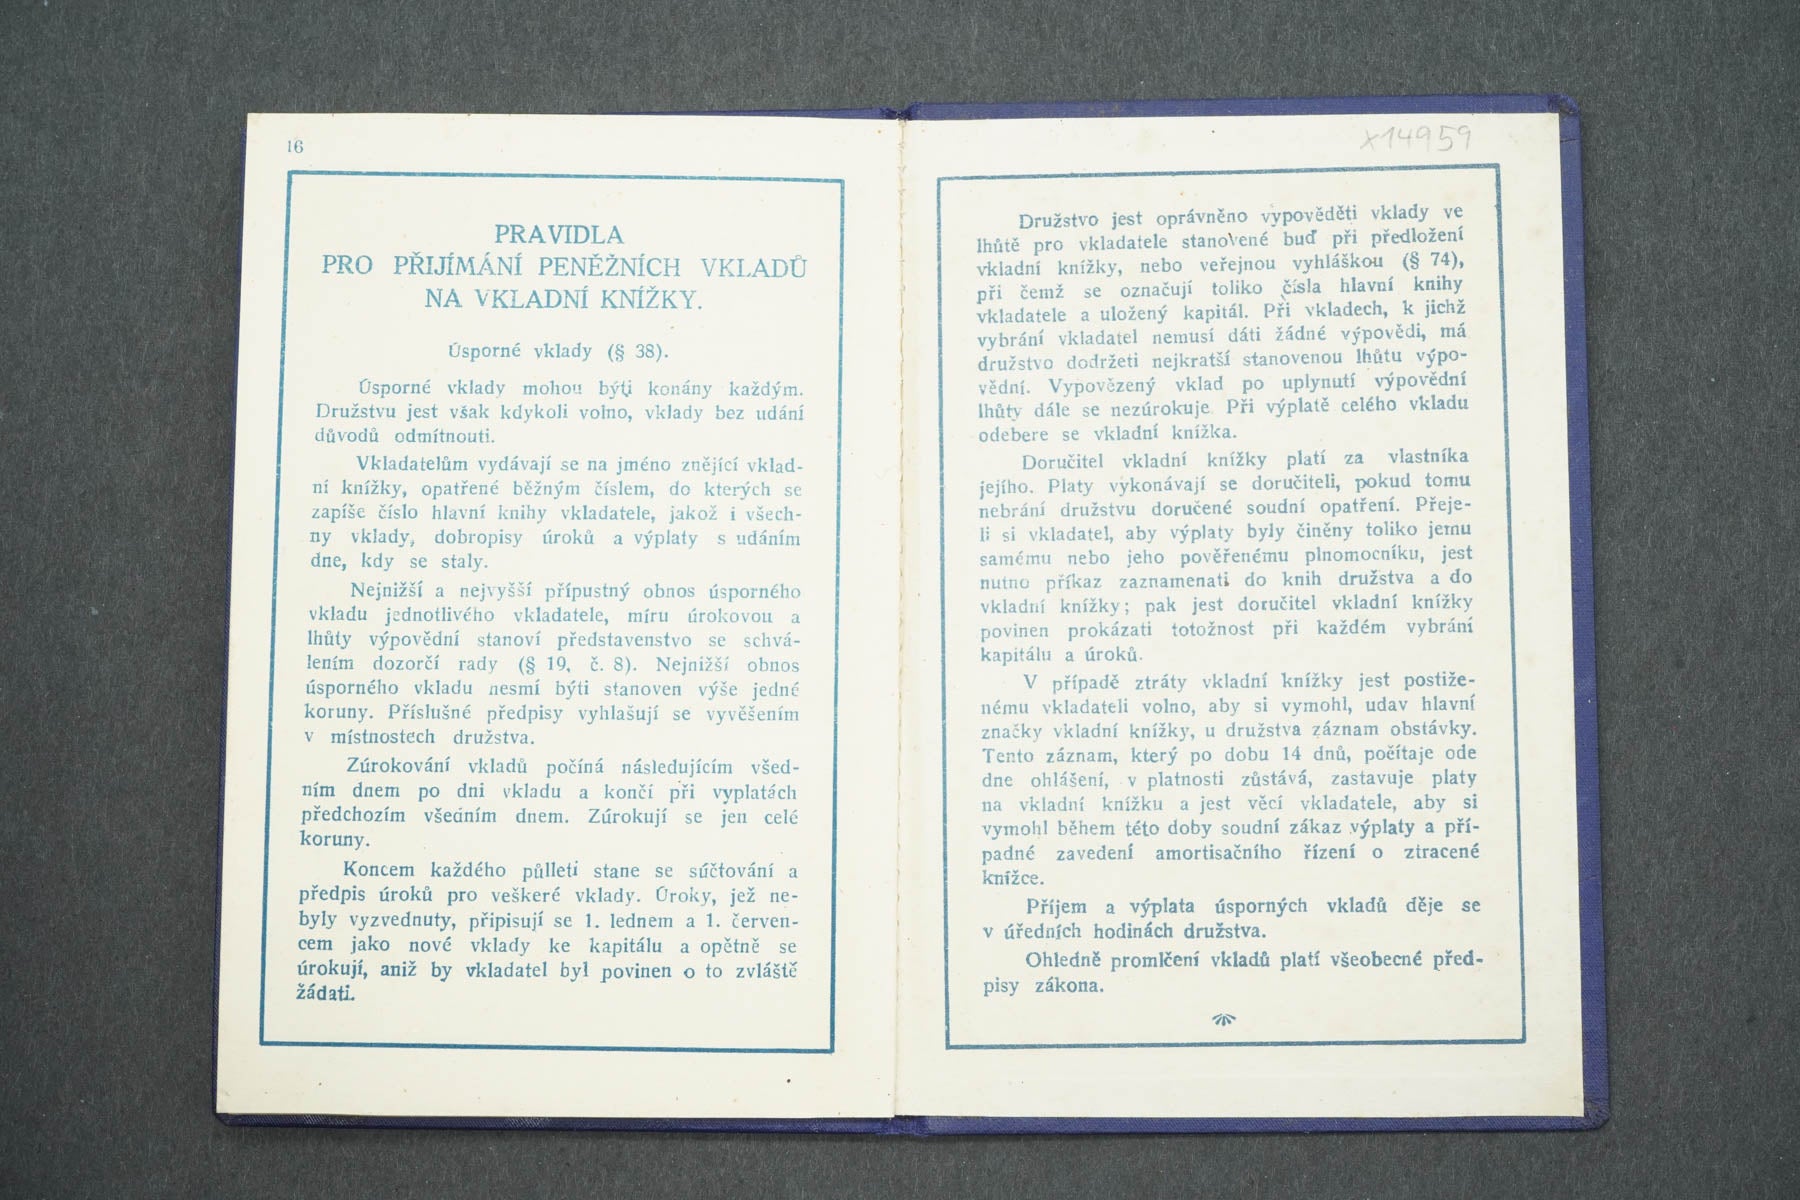 16
PRAVIDLA
PRO PŘIJÍMÁNÍ PENĚŽNÍCH VKLADŮ
NA VKLADNÍ KNÍŽKY.
Úsporné vklady (§ 38).
Úsporné vklady mohou býti konány každým.
Družstvu jest však kdykoli volno, vklady bez udání
důvodů odmítnouti.
Vkladatelům vydávají se na jméno znějící vklad-
ní knížky, opatřené běžným číslem, do kterých se
zapíše číslo hlavní knihy vkladatele, jakož i všech-
ny vklady, dobropisy úroků a výplaty s udáním
dne, kdy se staly.
Nejnižší a nejvyšší přípustný obnos úsporného
vkladu jednotlivého vkladatele, míru úrokovou a
lhůty výpovědní stanoví představenstvo se schvá-
lením dozorčí rady (§ 19, č. 8). Nejnižší obnos
úsporného vkladu nesmí býti stanoven výše jedné
koruny. Příslušné předpisy vyhlašují se vyvěšením
v místnostech družstva.
Zúrokování vkladů počíná následujícím všed-
ním dnem po dni vkladu a končí při vyplatách
předchozím všedním dnem. Zúrokují se jen celé
koruny.
Koncem každého půlletí stane se súčtování a
předpis úroků pro veškeré vklady. Úroky, jež ne-
byly vyzvednuty, připisují se 1. lednem a 1. červen-
cem jako nové vklady ke kapitálu a opětně se
úrokují, aniž by vkladatel byl povinen o to zvláště
žádati.
x14959
Družstvo jest oprávněno vypověděti vklady ve
lhůtě pro vkladatele stanovené buď při předložení
vkladní knížky, nebo veřejnou vyhláškou (§ 74),
při čemž se označují toliko čísla hlavní knihy
vkladatele a uložený kapitál. Při vkladech, k jichž
vybrání vkladatel nemusí dáti žádné výpovědi, má
družstvo dodržeti nejkratší stanovenou lhůtu výpo-
vědní. Vypovězený vklad po uplynutí výpovědní
lhůty dále se nezúrokuje. Při výplatě celého vkladu
odebere se vkladní knížka.
Doručitel vkladní knížky platí za vlastníka
jejího. Platy vykonávají se doručiteli, pokud tomu
nebrání družstvu doručené soudní opatření. Přeje-
li si vkladatel, aby výplaty byly činěny toliko jemu
samému nebo jeho pověřenému plnomocníku, jest
nutno příkaz zaznamenati do knih družstva a do
vkladní knížky; pak jest doručitel vkladní knížky
povinen prokázati totožnost při každém vybrání
kapitálu a úroků.
V případě ztráty vkladní knížky jest postiže-
nému vkladateli volno, aby si vymohl, udav hlavní
značky vkladní knížky, u družstva záznam obstávky.
Tento záznam, který po dobu 14 dnů, počítaje ode
dne ohlášení, v platnosti zůstává, zastavuje platy
na vkladní knížku a jest věcí vkladatele, aby si
vymohl během této doby soudní zákaz výplaty a pří-
padné zavedení amortisačního řízení o ztracené
knížce.
Příjem a výplata úsporných vkladů děje se
v úředních hodinách družstva.
Ohledně promlčení vkladů platí všeobecné před-
pisy zákona.